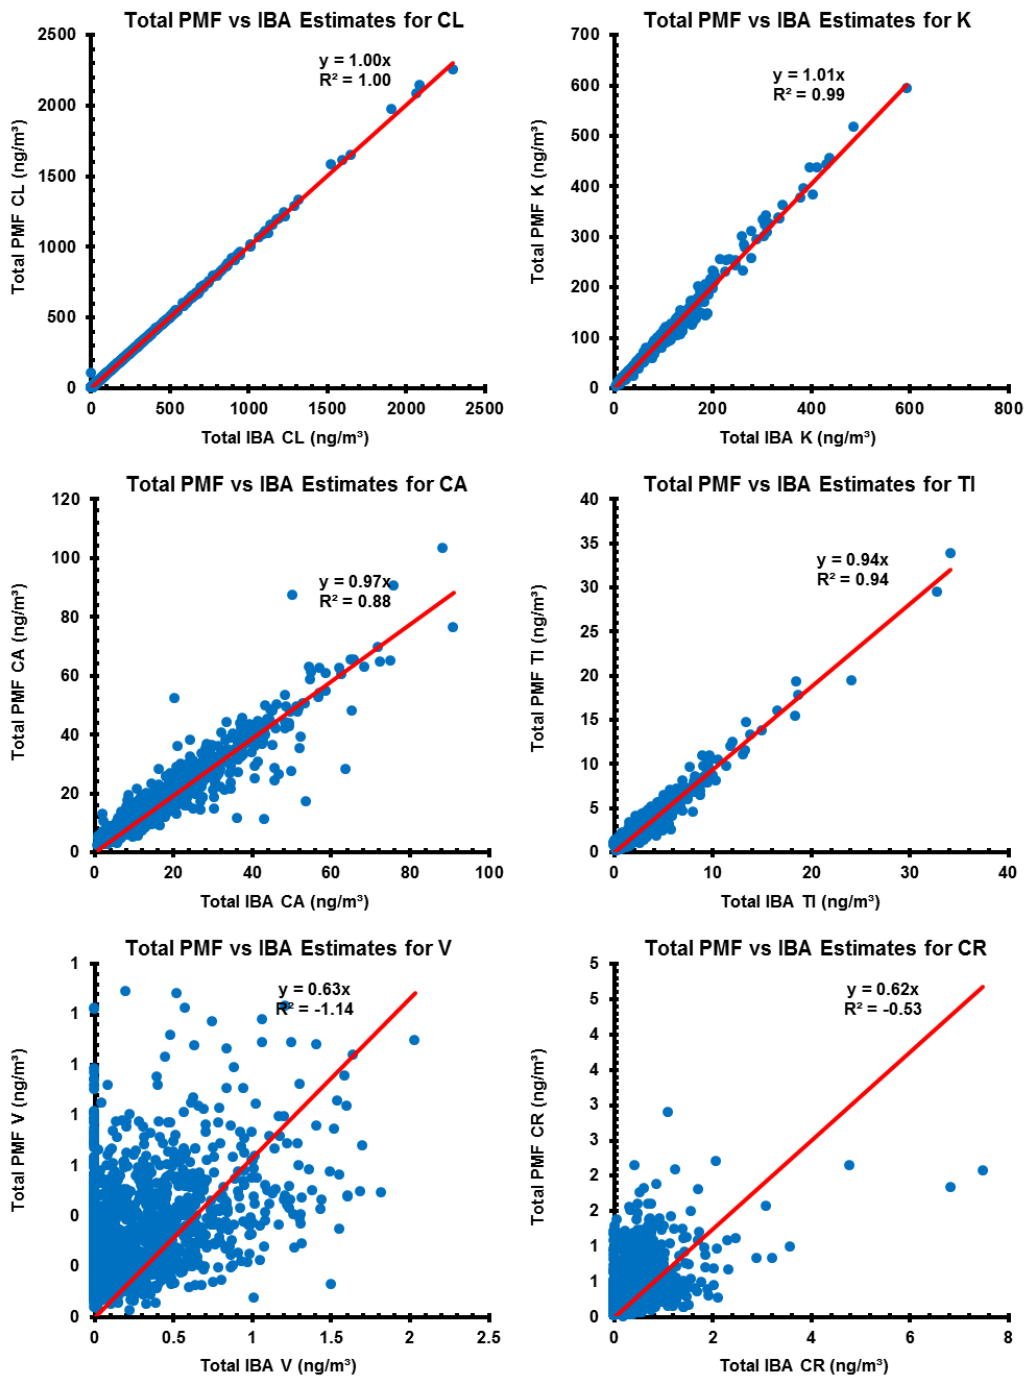 Total PMF vs IBA Estimates for CL
2500
2000
1500
1000
500
0
Total PMF CL (ng/m³)
y = 1.00x
R² = 1.00
0 500 1000 1500 2000 2500
Total IBA CL (ng/m³)
Total PMF vs IBA Estimates for K
700
600
500
400
300
200
100
0
Total PMF K (ng/m³)
y = 1.01x
R² = 0.99
0 200 400 600 800
Total IBA K (ng/m³)
Total PMF vs IBA Estimates for CA
120
100
80
60
40
20
0
Total PMF CA (ng/m³)
y = 0.97x
R² = 0.88
0 20 40 60 80 100
Total IBA CA (ng/m³)
Total PMF vs IBA Estimates for TI
40
35
30
25
20
15
10
5
0
Total PMF TI (ng/m³)
y = 0.94x
R² = 0.94
0 10 20 30 40
Total IBA TI (ng/m³)
Total PMF vs IBA Estimates for V
1
1
1
1
1
0
0
0
Total PMF V (ng/m³)
y = 0.63x
R² = -1.14
0 0.5 1 1.5 2 2.5
Total IBA V (ng/m³)
Total PMF vs IBA Estimates for CR
5
5
4
4
3
3
2
2
1
1
0
Total PMF CR (ng/m³)
y = 0.62x
R² = -0.53
0 2 4 6 8
Total IBA CR (ng/m³)